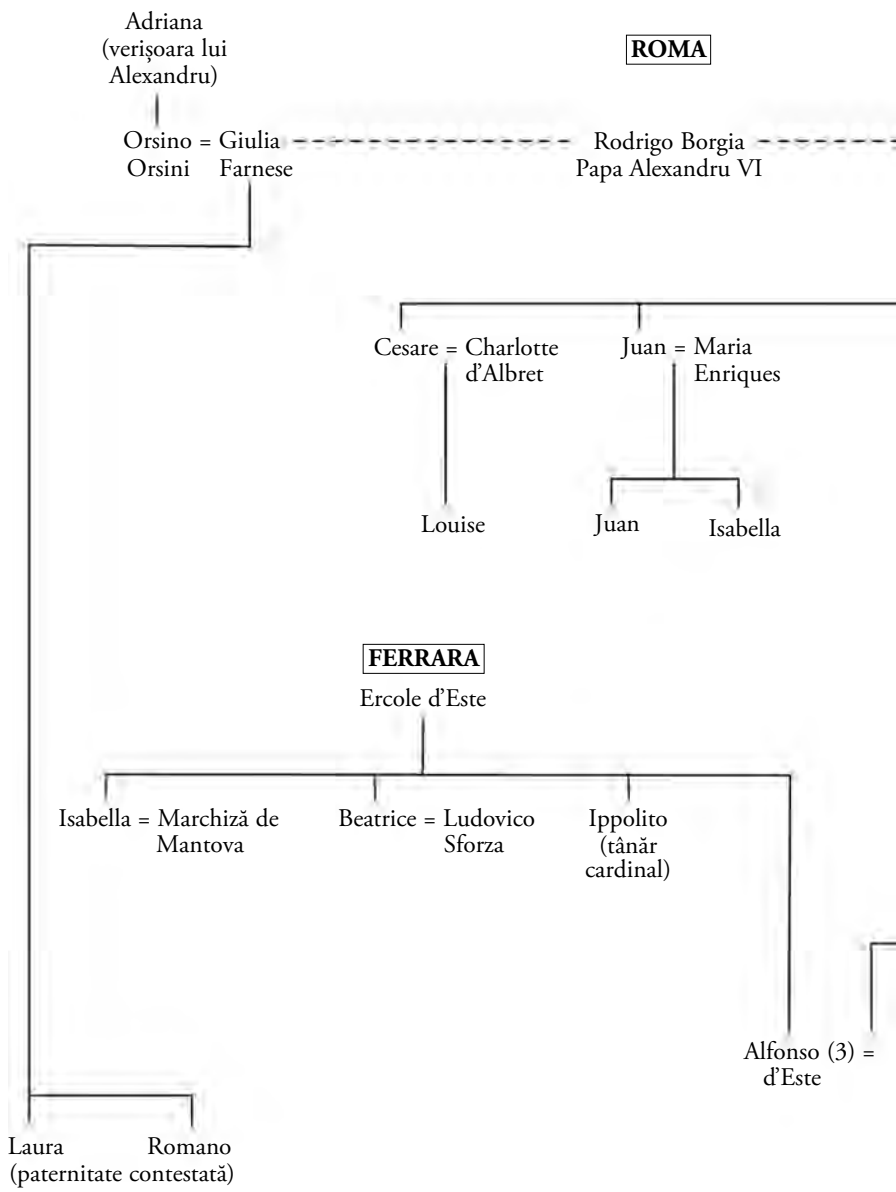 Adriana
(verișoara lui
Alexandru)
ROMA
Orsino = Giulia
Orsini Farnese
Rodrigo Borgia
Papa Alexandru VI
Cesare = Charlotte
d'Albret
Juan = Maria
Enriques
Louise
Juan
Isabella
FERRARA
Ercole d'Este
Isabella = Marchiză de
Mantova
Beatrice = Ludovico
Sforza
Ippolito
(tânăr
cardinal)
Alfonso (3) =
d'Este
Laura Romano
(paternitate contestată)